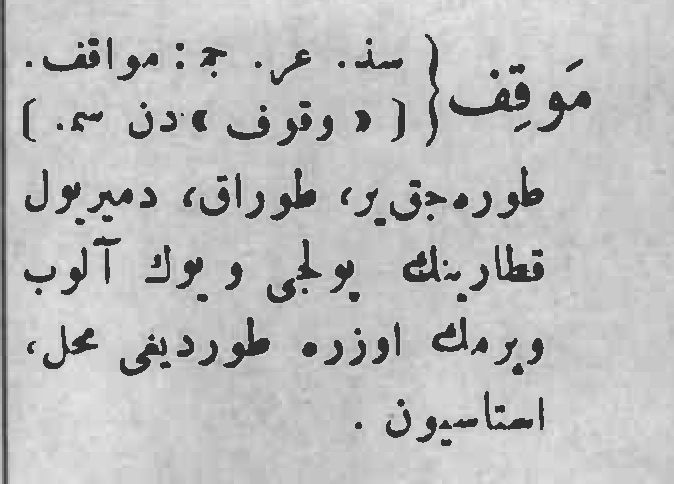 مَوقِف { سذ. عر. ج : مواقف.
[ « وقوف » دن سم. ]
طوره‌جق یر، طوراق، دمیریول
قطارینك یولجی و یوك آلوب
ویرمك اوزره طوردیغی محل،
استاسیون .